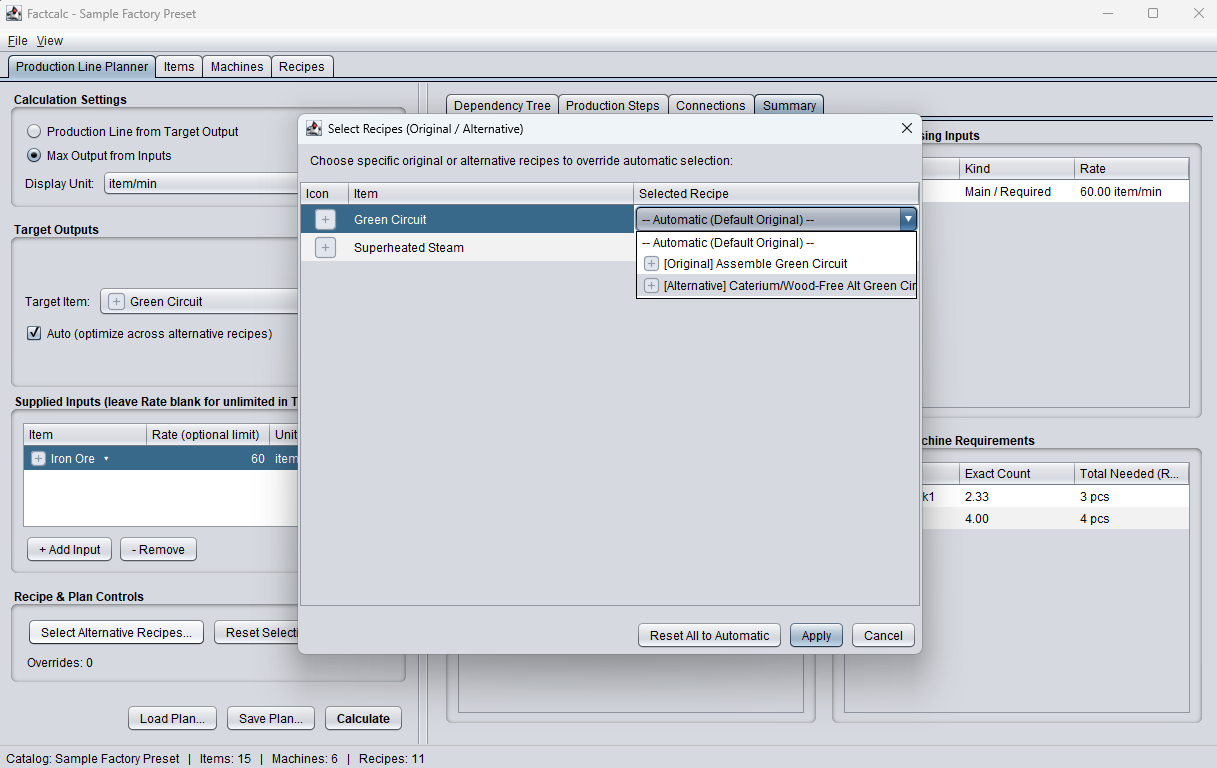 Factcalc - Sample Factory Preset
File View
Production Line Planner Items Machines Recipes
Calculation Settings
Production Line from Target Output
Max Output from Inputs
Display Unit: item/min
Target Outputs
Target Item: Green Circuit
Auto (optimize across alternative recipes)
Supplied Inputs (leave Rate blank for unlimited in T
Item Rate (optional limit) Unit
Iron Ore 60 item
+ Add Input - Remove
Recipe & Plan Controls
Select Alternative Recipes... Reset Selecti
Overrides: 0
Load Plan... Save Plan... Calculate
Dependency Tree Production Steps Connections Summary
Select Recipes (Original / Alternative)
Choose specific original or alternative recipes to override automatic selection:
Icon Item Selected Recipe
Green Circuit -- Automatic (Default Original) --
Superheated Steam
-- Automatic (Default Original) --
[Original] Assemble Green Circuit
[Alternative] Caterium/Wood-Free Alt Green Cir
Reset All to Automatic Apply Cancel
sing Inputs
Kind Rate
Main / Required 60.00 item/min
chine Requirements
Exact Count Total Needed (R...
k1 2.33 3 pcs
4.00 4 pcs
Catalog: Sample Factory Preset | Items: 15 | Machines: 6 | Recipes: 11